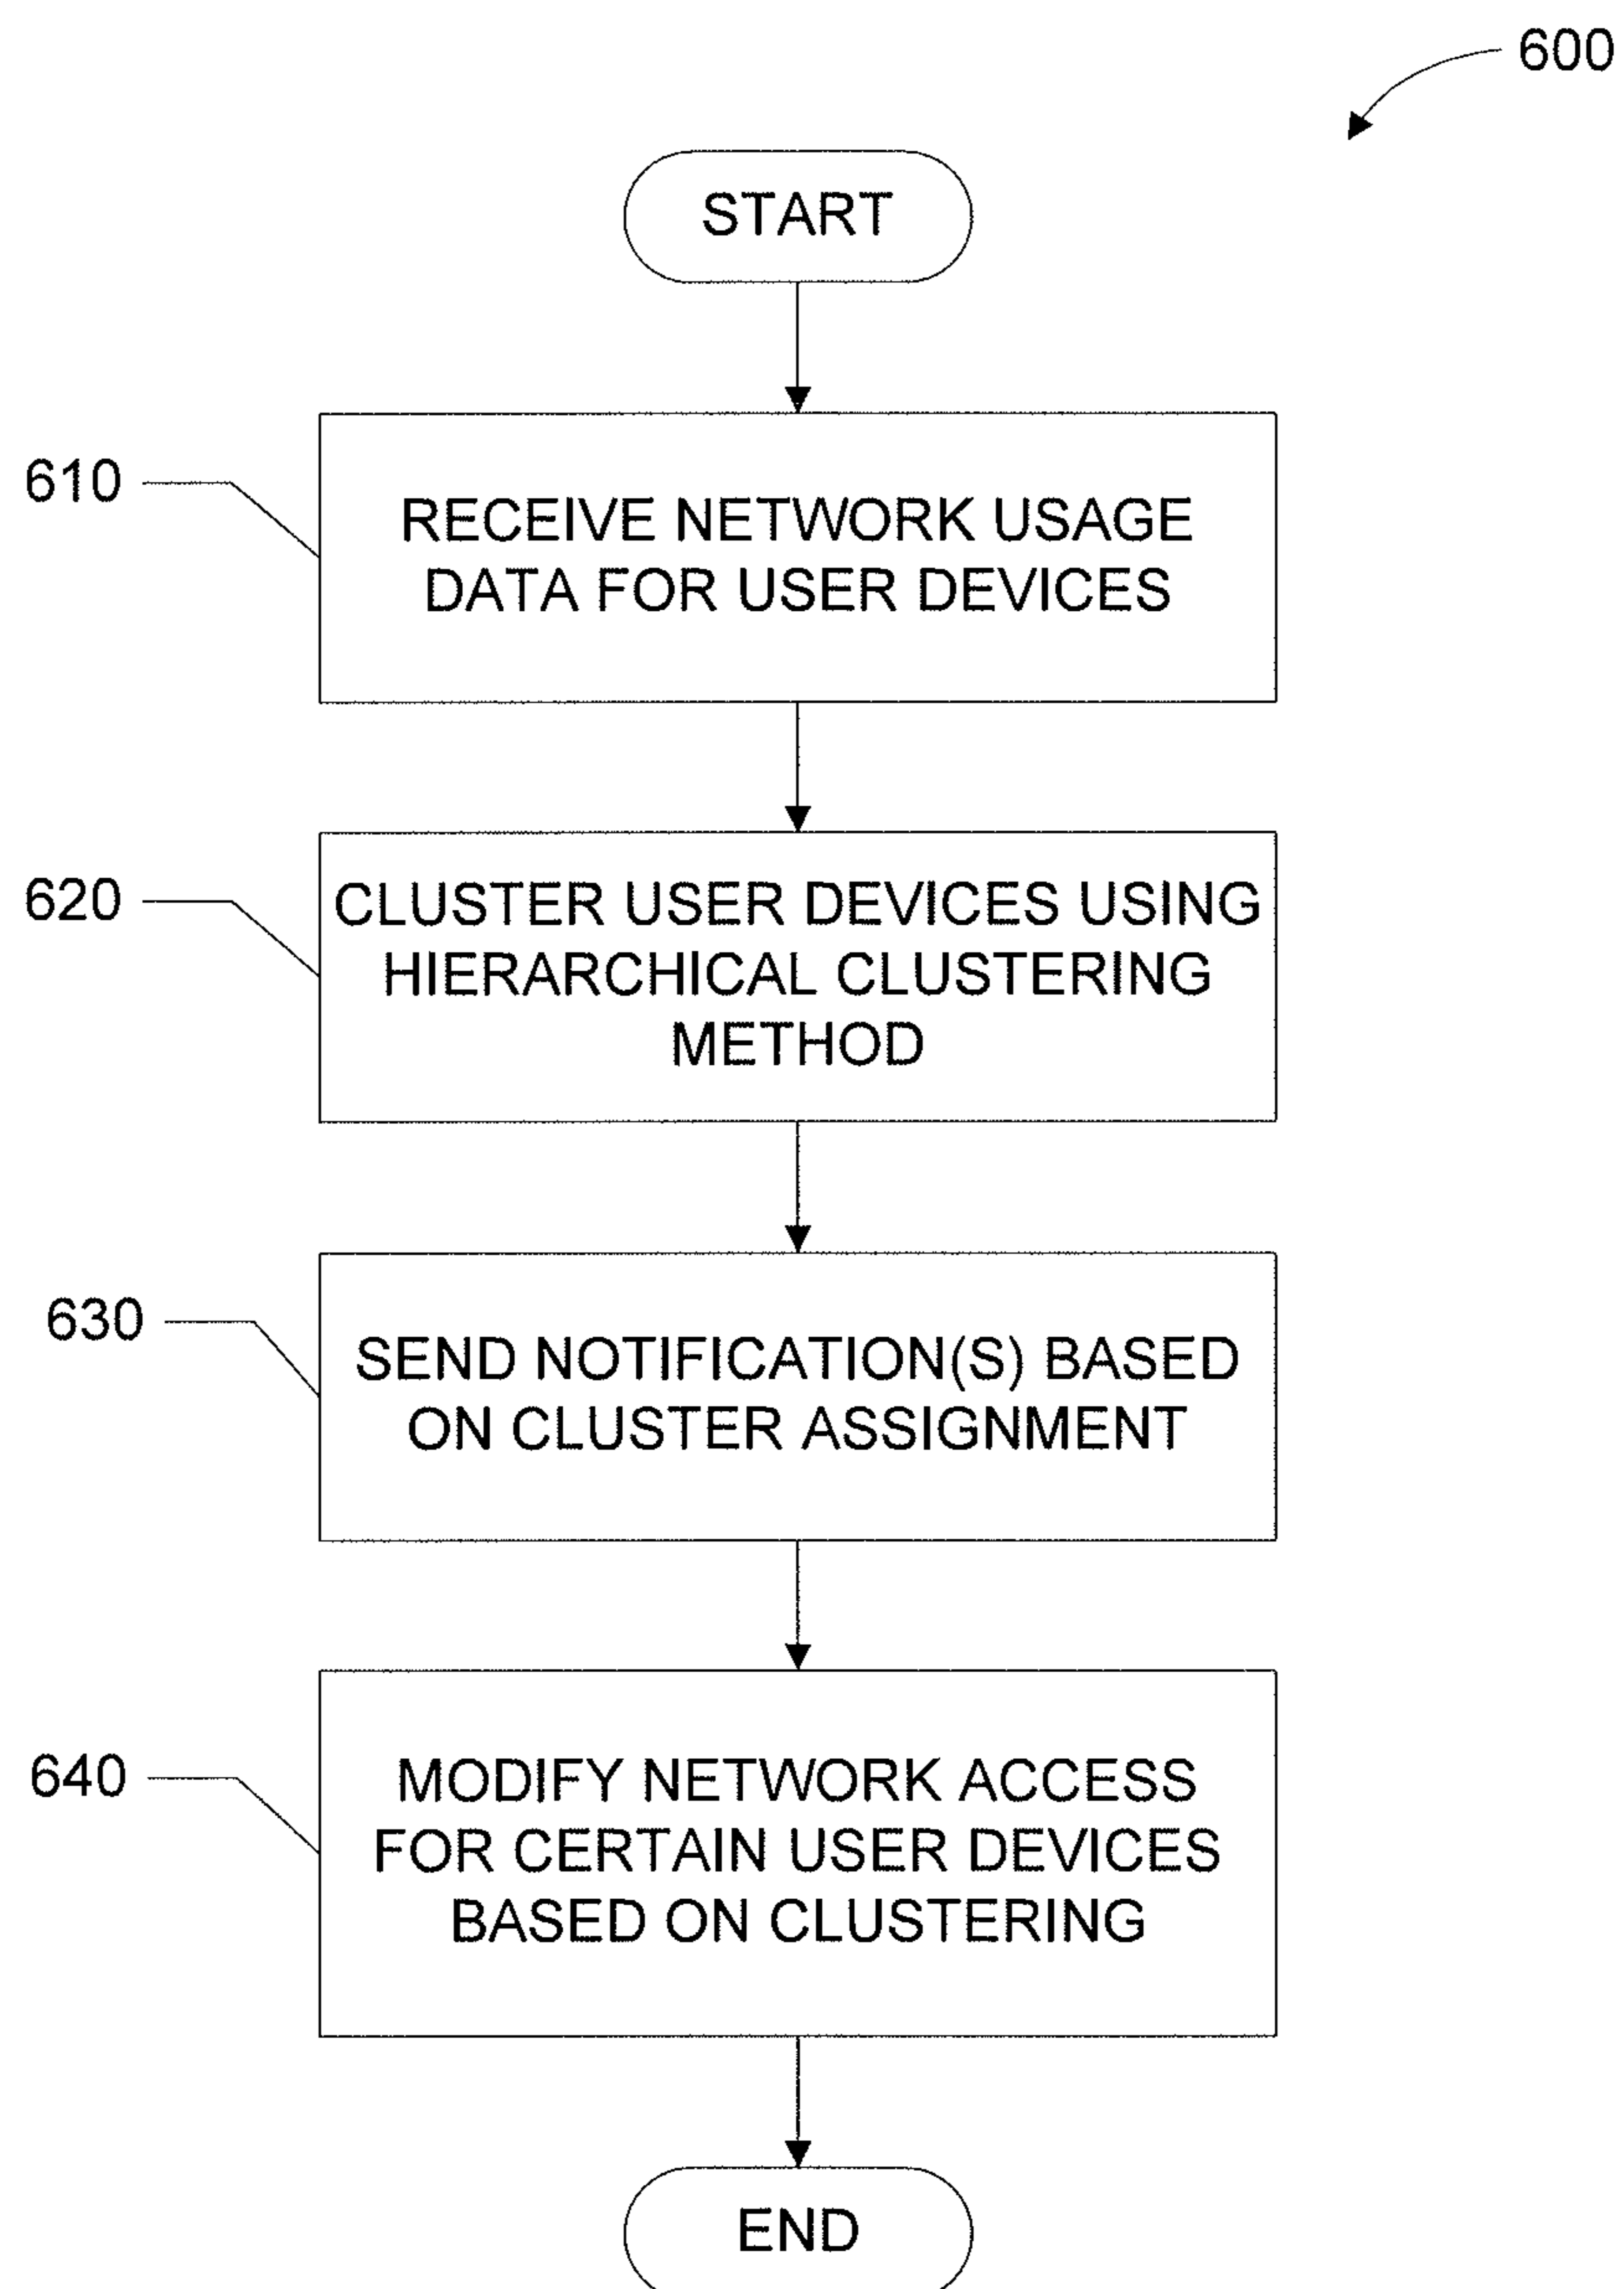 600
START
610
RECEIVE NETWORK USAGE
DATA FOR USER DEVICES
620
CLUSTER USER DEVICES USING
HIERARCHICAL CLUSTERING
METHOD
630
SEND NOTIFICATION(S) BASED
ON CLUSTER ASSIGNMENT
640
MODIFY NETWORK ACCESS
FOR CERTAIN USER DEVICES
BASED ON CLUSTERING
END